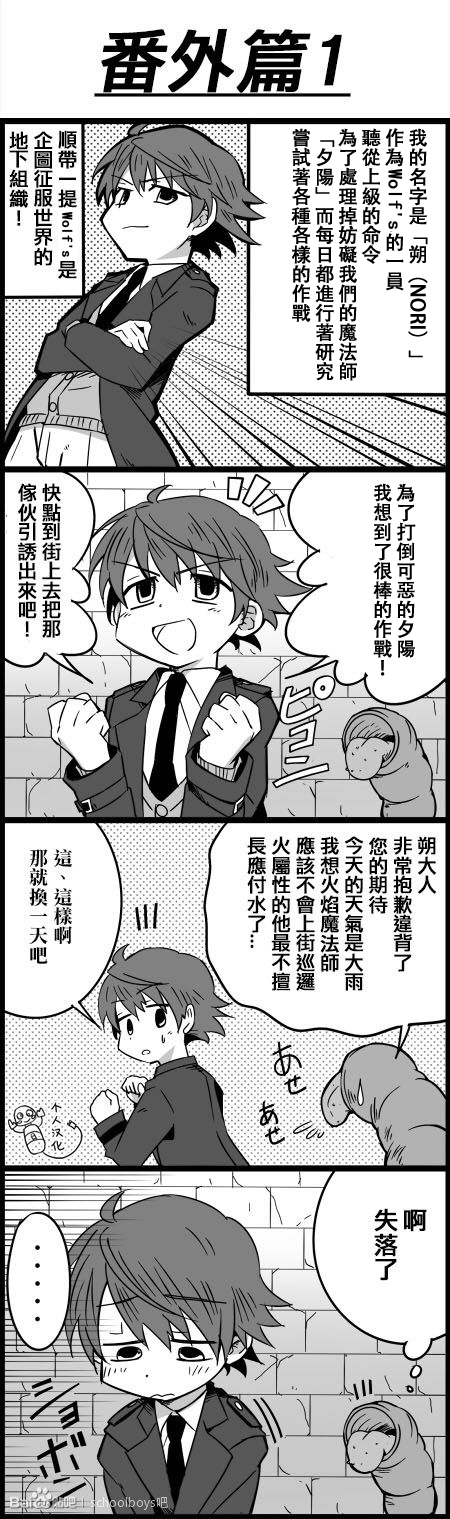 番外篇1
我的名字是「朔（NORI）」
作為Wolf's的一員
聽從上級的命令
為了處理掉妨礙我們的魔法師
「夕陽」而每日都進行著研究
嘗試著各種各樣的作戰
順帶一提Wolf's是
企圖征服世界的
地下組織！
為了打倒可惡的夕陽
我想到了很棒的作戰！
快點到街上去把那
傢伙引誘出來吧！
ピコン
朔大人
非常抱歉違背了
您的期待
今天的天氣是大雨
我想火焰魔法師
應該不會上街巡邏
火屬性的他最不擅
長應付水了…
這、這樣啊
那就換一天吧
あせ
あせ
个人汉化
啊
失落了
・・・・・
ショボン
Bai 贴吧 | schoolboys吧